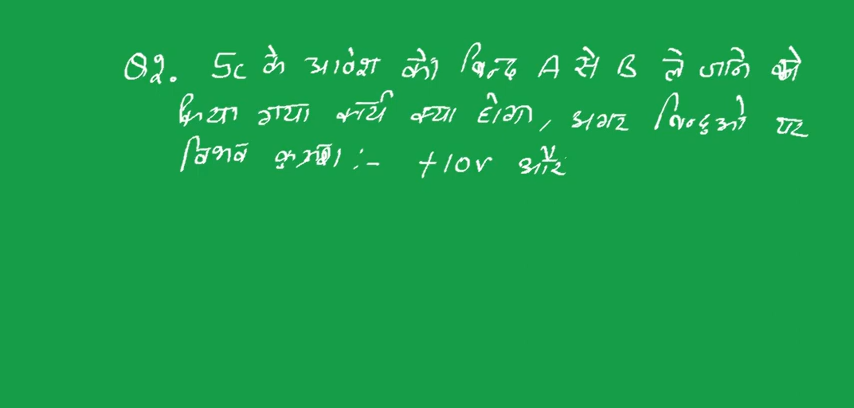 Q2. 5c के आवेश को बिन्दु A से B ले जाने को
किया गया कार्य क्या होगा, अगर बिन्दुओ पर
विभव क्रमशः :- +10v और